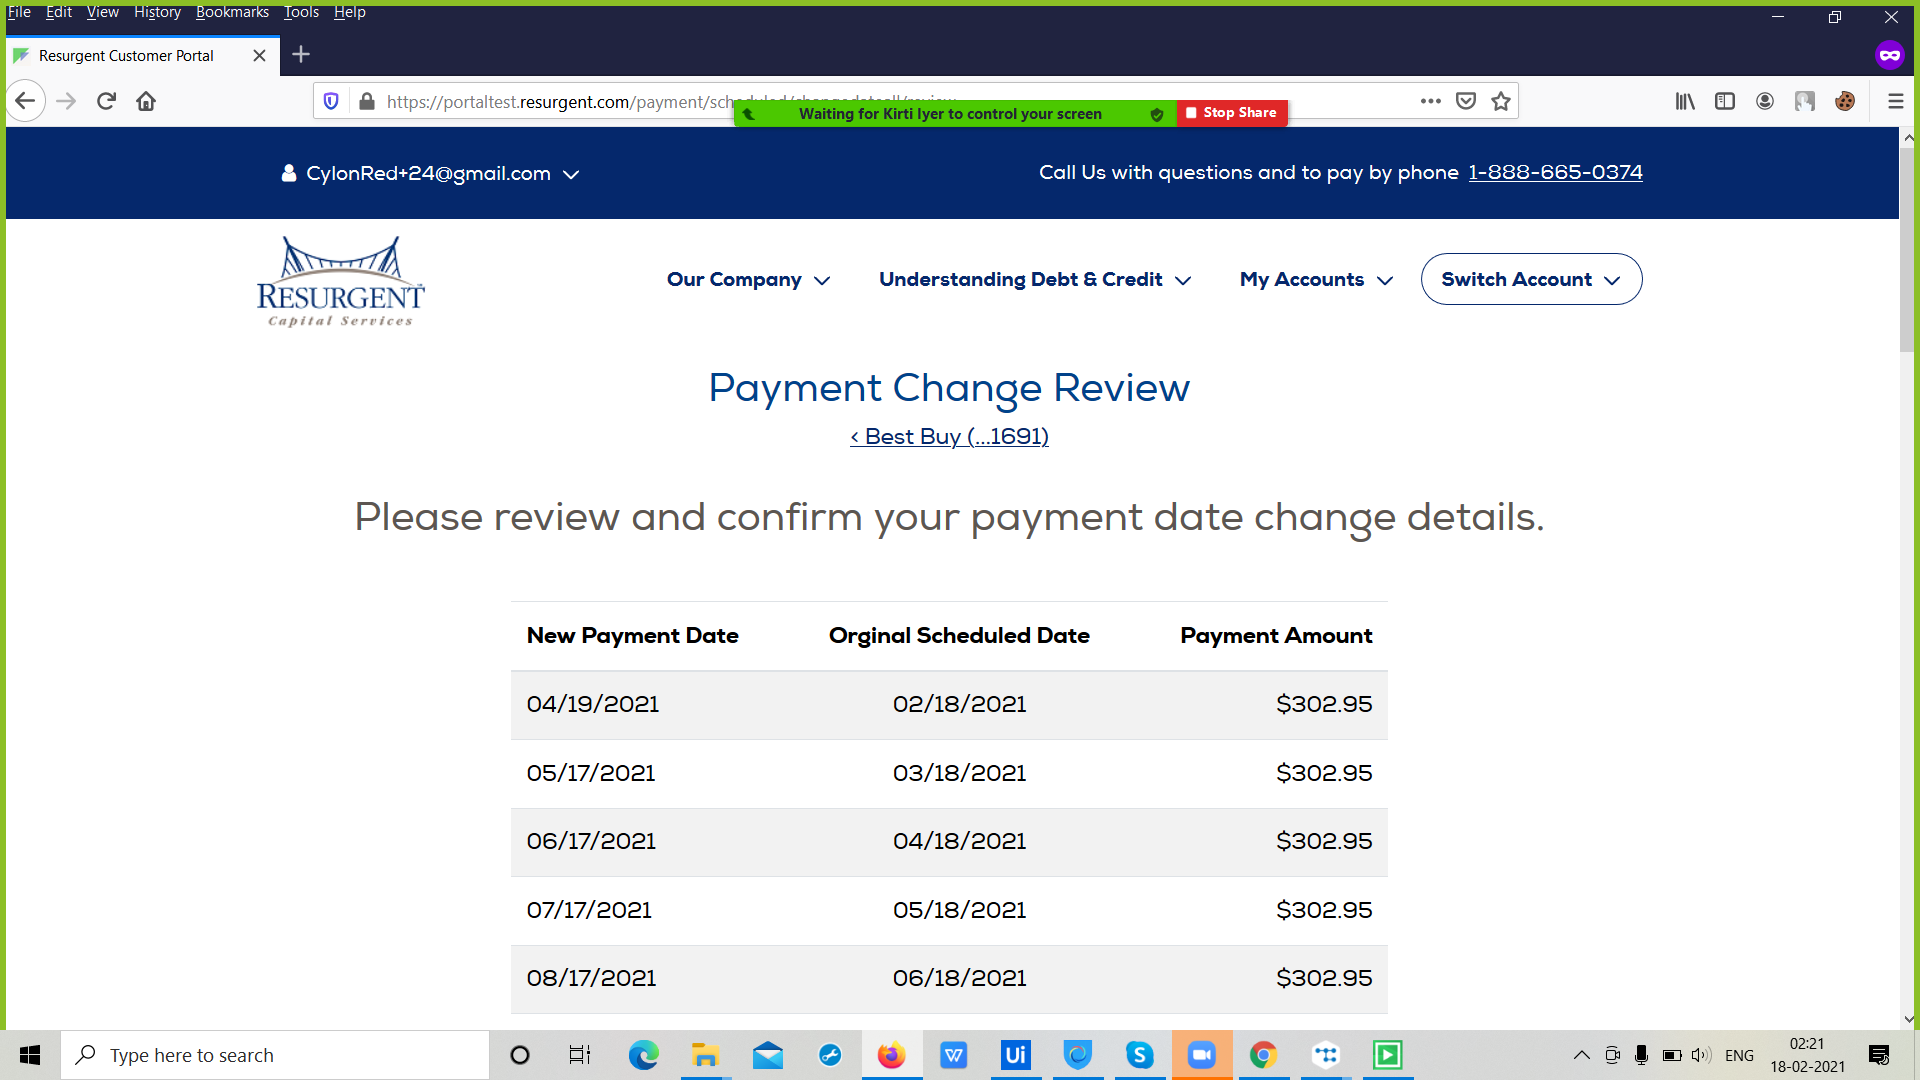 File Edit View History Bookmarks Tools Help
Resurgent Customer Portal
https://portaltest.resurgent.com/payment/scheduled/changedateall/review
Waiting for Kirti Iyer to control your screen
Stop Share
CylonRed+24@gmail.com
Call Us with questions and to pay by phone 1-888-665-0374
RESURGENT
Capital Services
Our Company Understanding Debt & Credit My Accounts Switch Account
Payment Change Review
< Best Buy (...1691)
Please review and confirm your payment date change details.
New Payment Date Orginal Scheduled Date Payment Amount
04/19/2021 02/18/2021 $302.95
05/17/2021 03/18/2021 $302.95
06/17/2021 04/18/2021 $302.95
07/17/2021 05/18/2021 $302.95
08/17/2021 06/18/2021 $302.95
Type here to search
W
Ui
S
ENG
02:21
18-02-2021